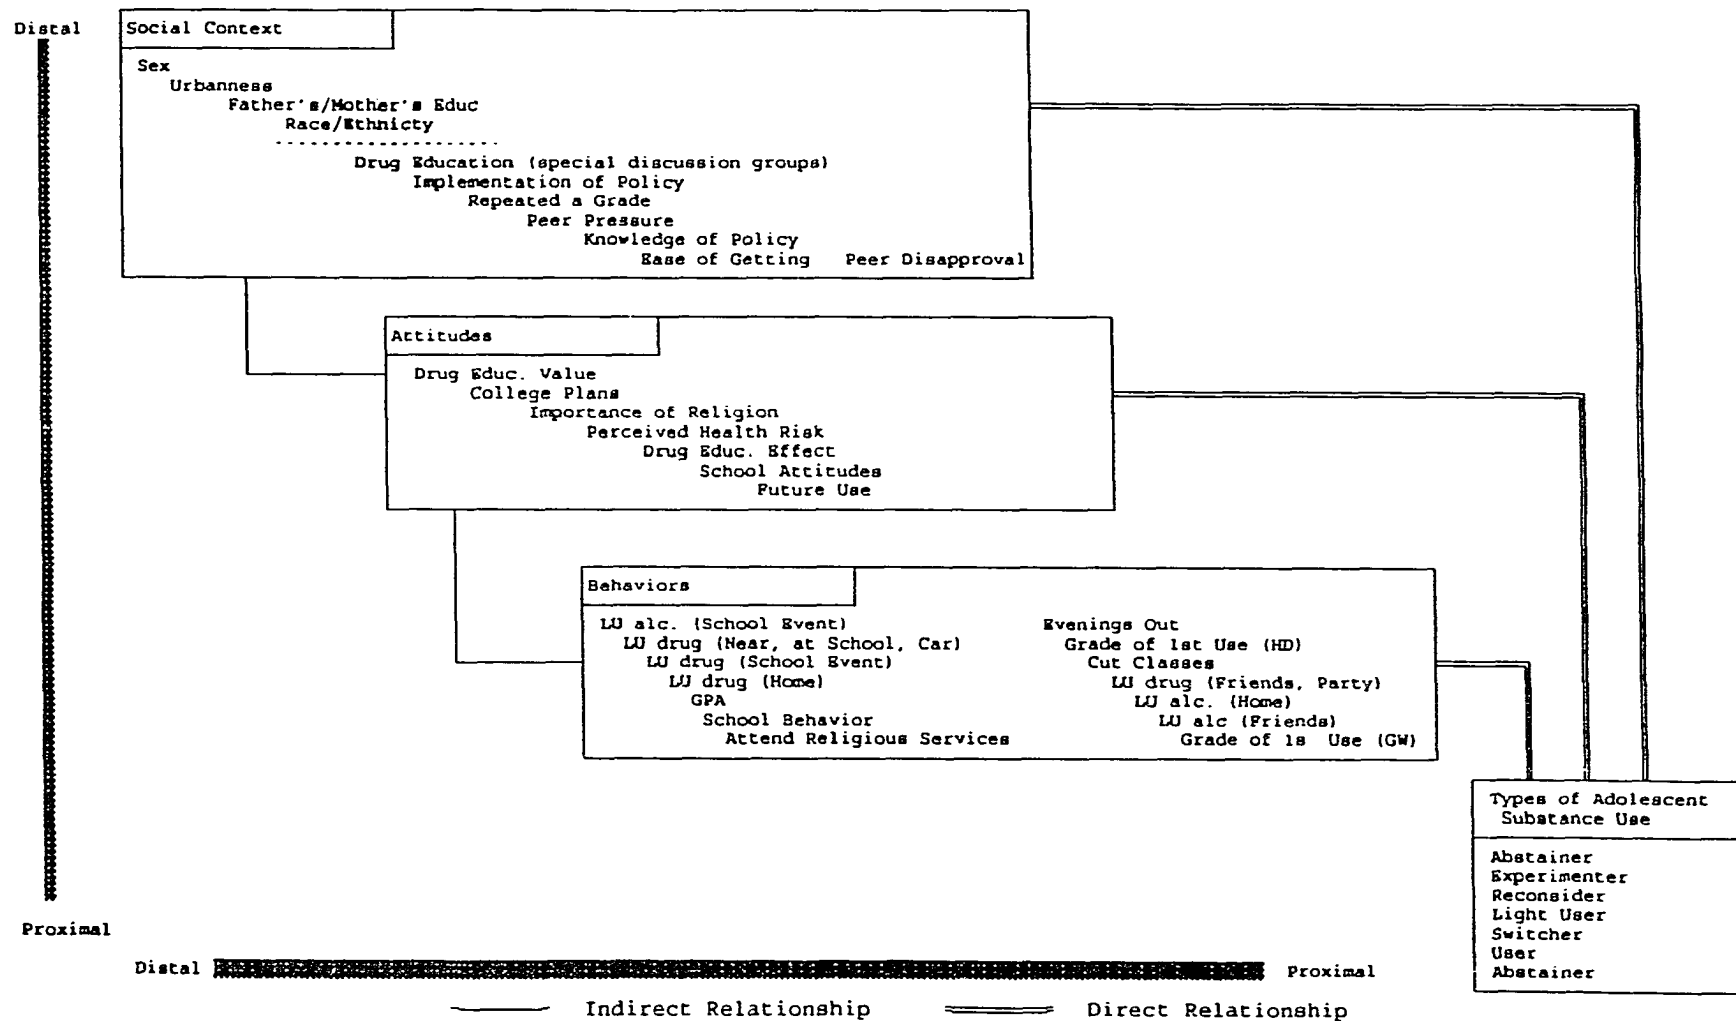 Distal
Social Context
Sex
Urbanness
Father's/Mother's Educ
Race/Ethnicty
Drug Education (special discussion groups)
Implementation of Policy
Repeated a Grade
Peer Pressure
Knowledge of Policy
Ease of Getting Peer Disapproval
Attitudes
Drug Educ. Value
College Plans
Importance of Religion
Perceived Health Risk
Drug Educ. Effect
School Attitudes
Future Use
Behaviors
LU alc. (School Event)
LU drug (Near, at School, Car)
LU drug (School Event)
LU drug (Home)
GPA
School Behavior
Attend Religious Services
Evenings Out
Grade of 1st Use (HD)
Cut Classes
LU drug (Friends, Party)
LU alc. (Home)
LU alc (Friends)
Grade of 1s Use (GW)
Types of Adolescent
Substance Use
Abstainer
Experimenter
Reconsider
Light User
Switcher
User
Abstainer
Proximal
Distal
Proximal
Indirect Relationship
Direct Relationship